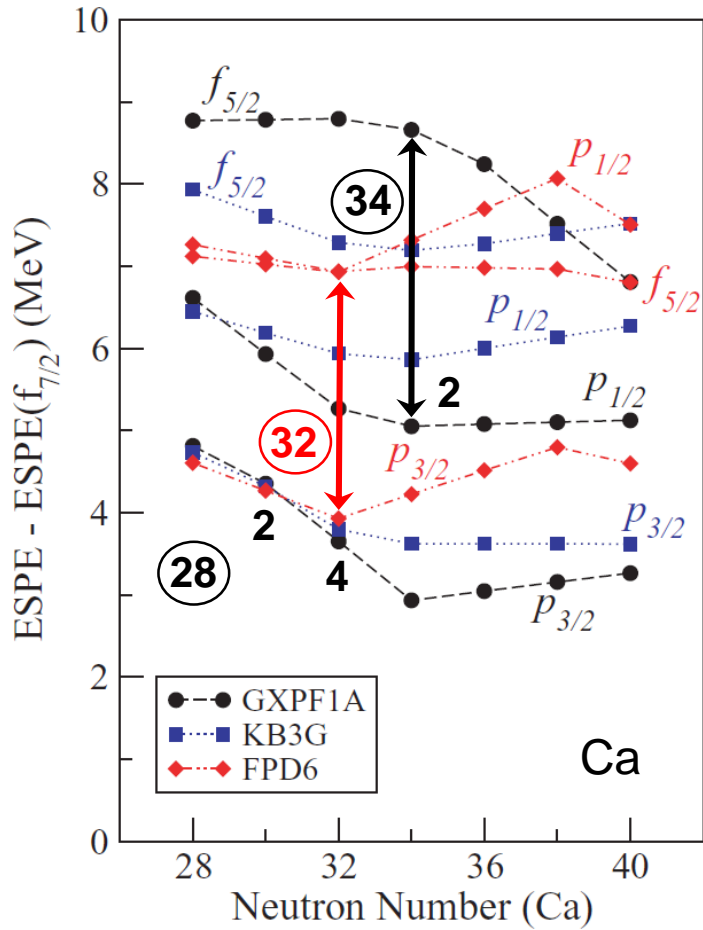 ESPE - ESPE(f7/2) (MeV)
10
8
6
4
2
0
f5/2
f5/2
p1/2
34
f5/2
p1/2
2
p1/2
32
p3/2
2
28
4
p3/2
p3/2
GXPF1A
KB3G
FPD6
Ca
28
32
36
40
Neutron Number (Ca)